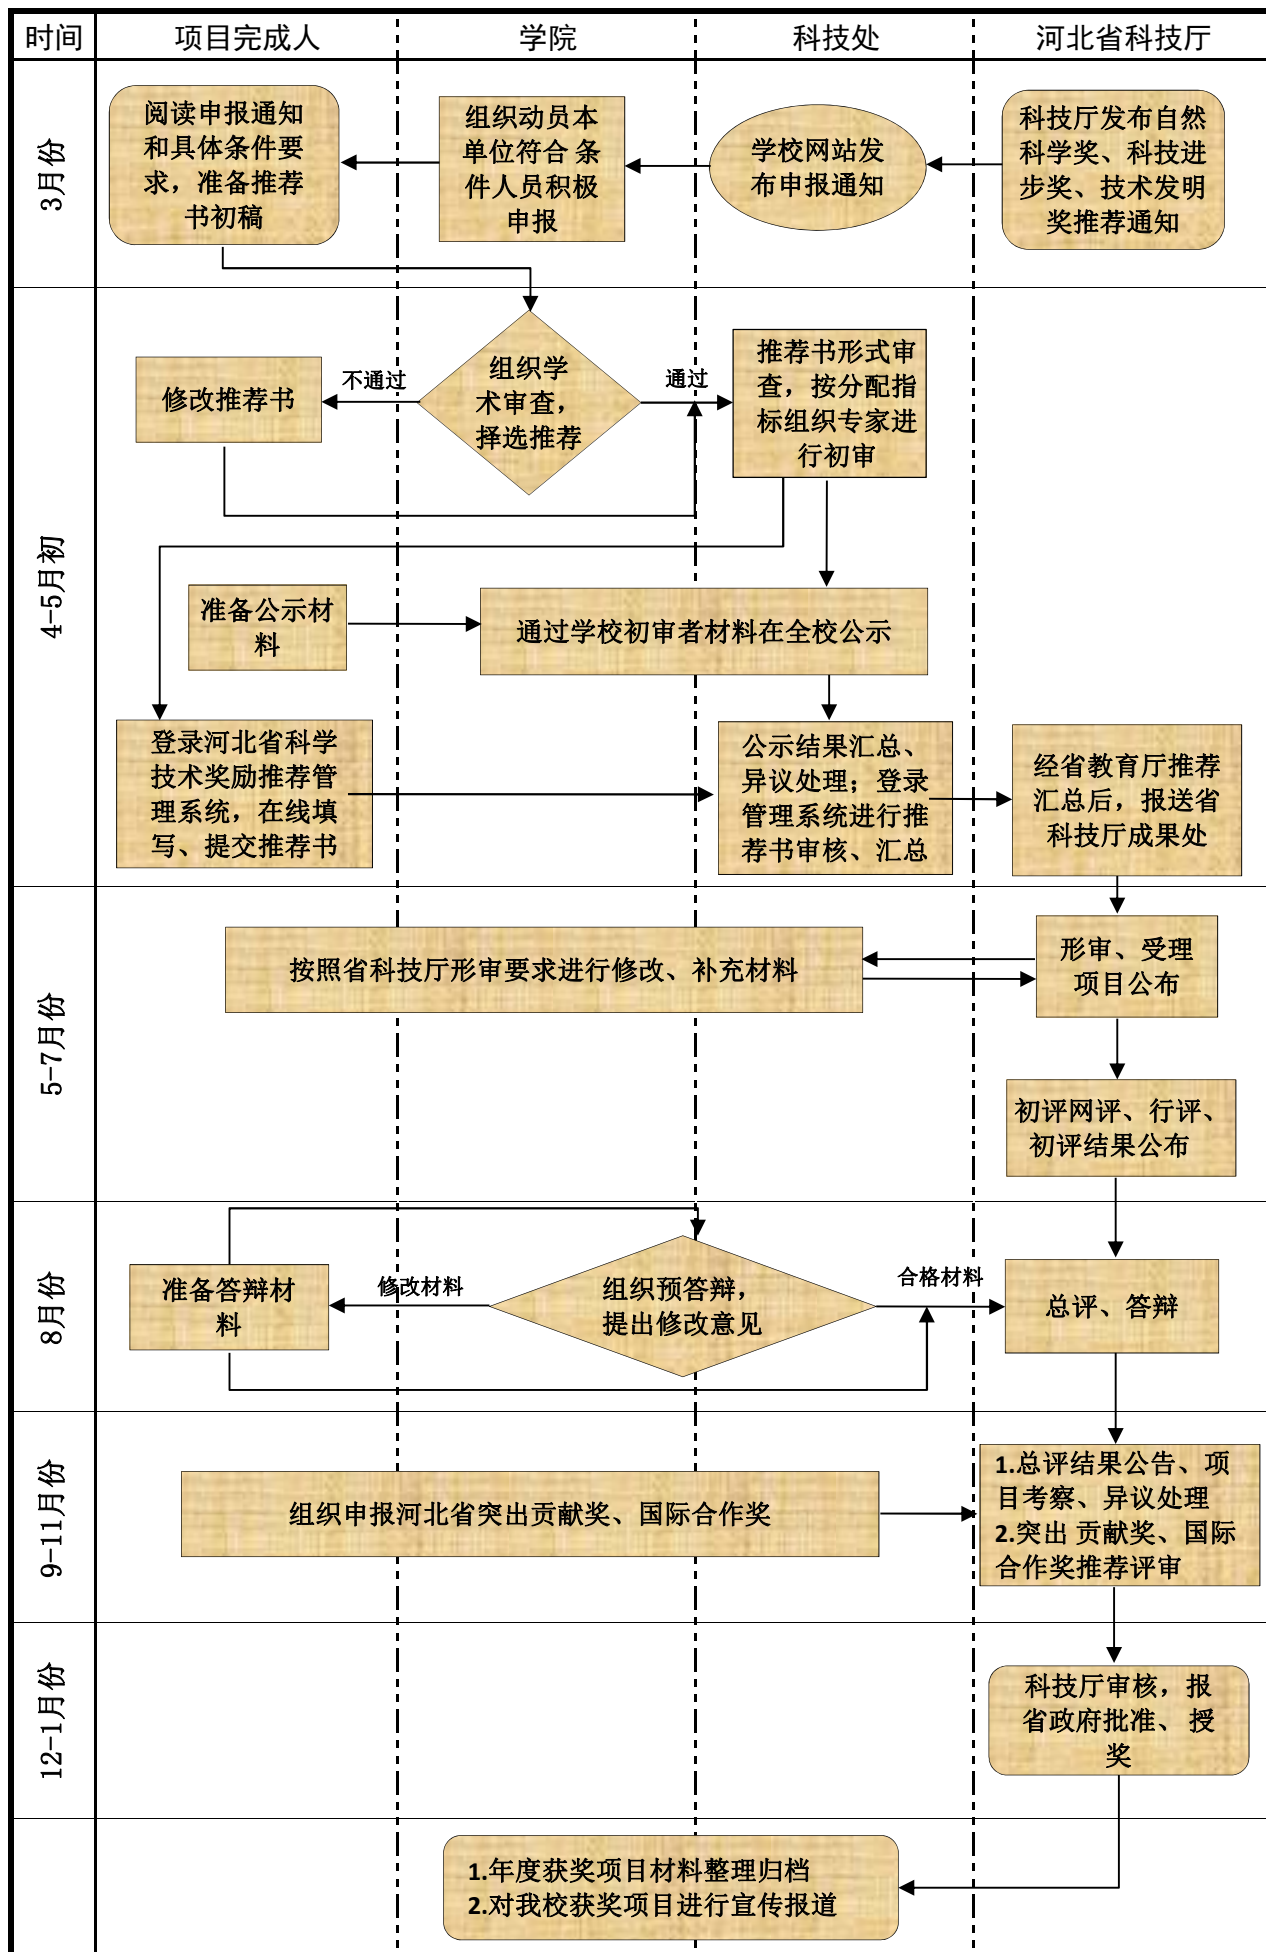 时间
项目完成人
学院
科技处
河北省科技厅
3月份
阅读申报通知
和具体条件要
求，准备推荐
书初稿
组织动员本
单位符合 条
件人员积极
申报
学校网站发
布申报通知
科技厅发布自然
科学奖、科技进
步奖、技术发明
奖推荐通知
4-5月初
修改推荐书
不通过
组织学
术审查，
择选推荐
通过
推荐书形式审
查，按分配指
标组织专家进
行初审
准备公示材
料
通过学校初审者材料在全校公示
登录河北省科学
技术奖励推荐管
理系统，在线填
写、提交推荐书
公示结果汇总、
异议处理；登录
管理系统进行推
荐书审核、汇总
经省教育厅推荐
汇总后，报送省
科技厅成果处
5-7月份
按照省科技厅形审要求进行修改、补充材料
形审、受理
项目公布
初评网评、行评、
初评结果公布
8月份
准备答辩材
料
修改材料
组织预答辩，
提出修改意见
合格材料
总评、答辩
9-11月份
组织申报河北省突出贡献奖、国际合作奖
1.总评结果公告、项
目考察、异议处理
2.突出 贡献奖、国际
合作奖推荐评审
12-1月份
科技厅审核，报
省政府批准、 授
奖
1.年度获奖项目材料整理归档
2.对我校获奖项目进行宣传报道